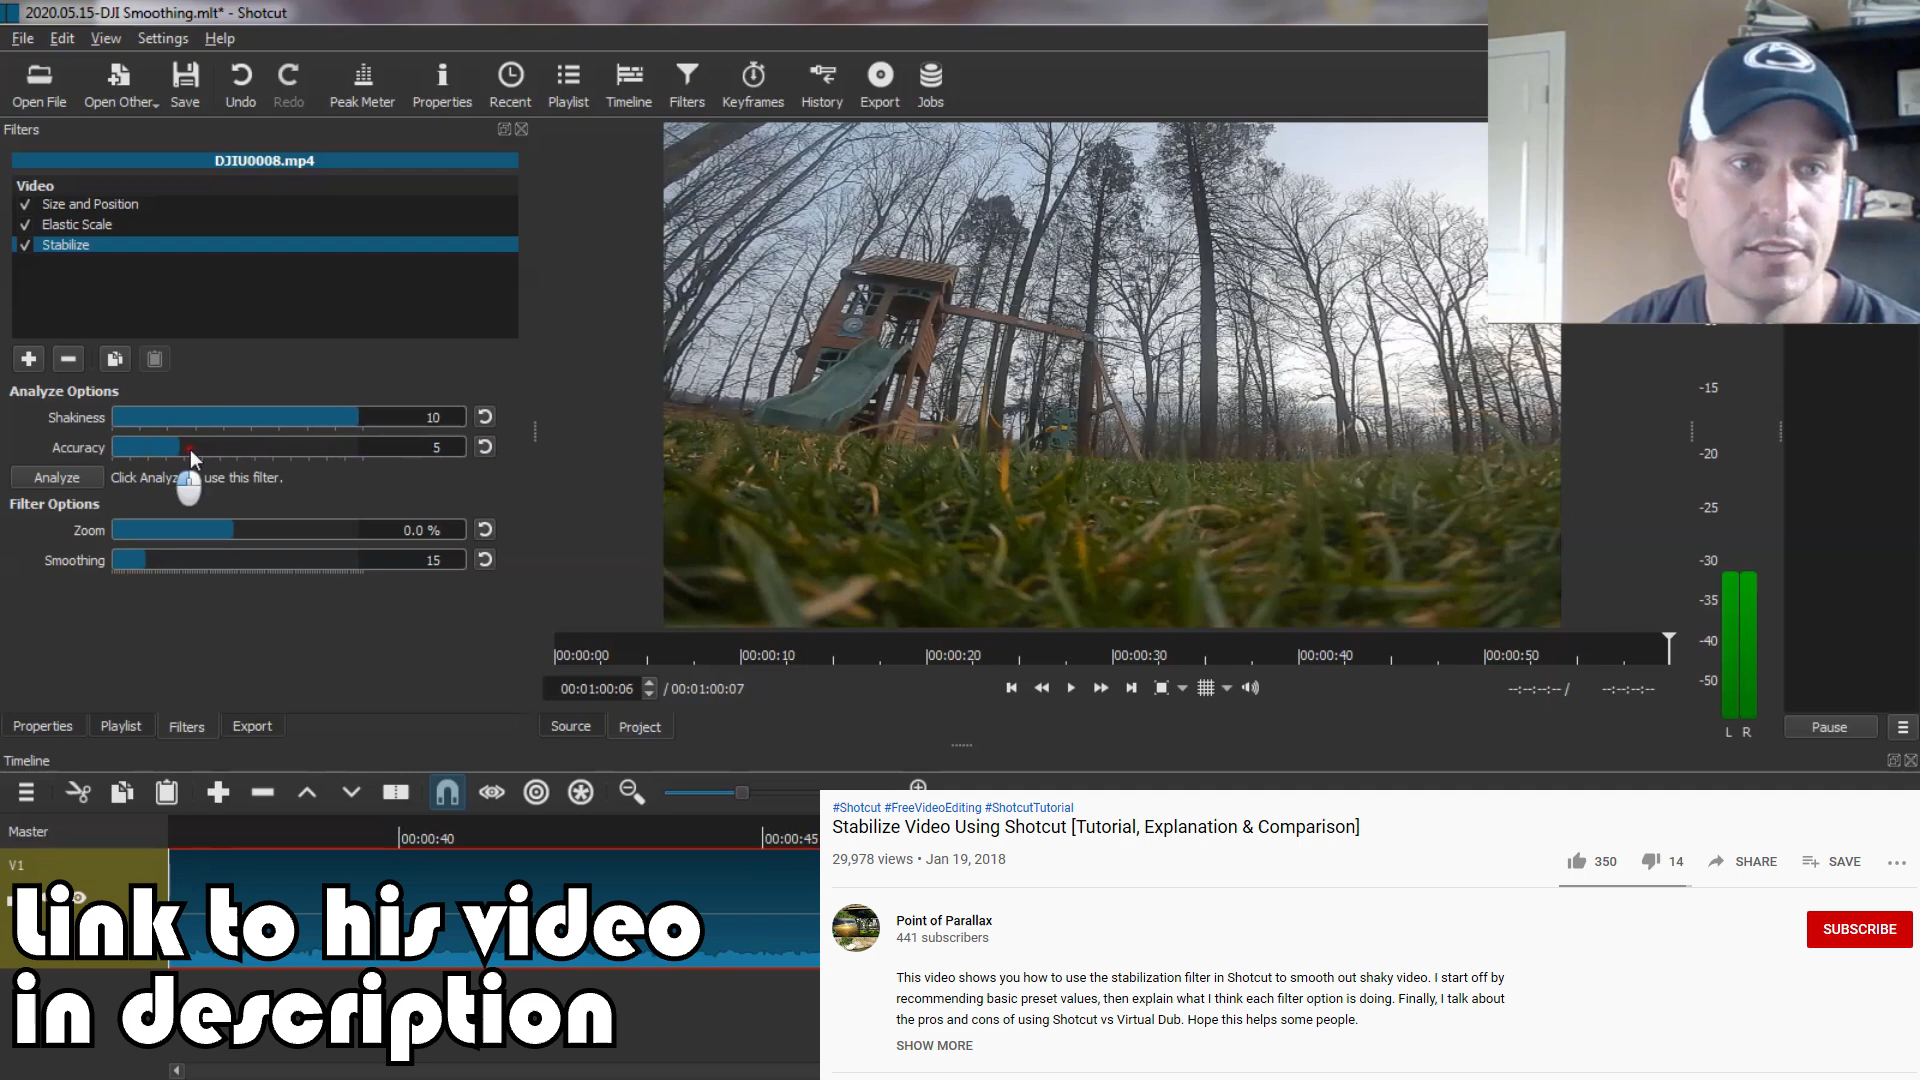 2020.05.15-DJI Smoothing.mlt* - Shotcut
File Edit View Settings Help
Open File Open Other Save Undo Redo Peak Meter Properties Recent Playlist Timeline Filters Keyframes History Export Jobs
Filters
DJIU0008.mp4
Video
Size and Position
Elastic Scale
Stabilize
Analyze Options
Shakiness 10
Accuracy 5
Analyze Click Analyz use this filter.
Filter Options
Zoom 0.0 %
Smoothing 15
-15
-20
-25
-30
-35
-40
-50
L R
00:00:00 00:00:10 00:00:20 00:00:30 00:00:40 00:00:50
00:01:00:06 / 00:01:00:07 --:--:--:-- / --:--:--:--
Properties Playlist Filters Export Source Project Pause
Timeline
Master 00:00:40 00:00:45
V1
Link to his video
in description
#Shotcut #FreeVideoEditing #ShotcutTutorial
Stabilize Video Using Shotcut [Tutorial, Explanation & Comparison]
29,978 views • Jan 19, 2018
350 14 SHARE SAVE
Point of Parallax
441 subscribers
SUBSCRIBE
This video shows you how to use the stabilization filter in Shotcut to smooth out shaky video. I start off by
recommending basic preset values, then explain what I think each filter option is doing. Finally, I talk about
the pros and cons of using Shotcut vs Virtual Dub. Hope this helps some people.
SHOW MORE